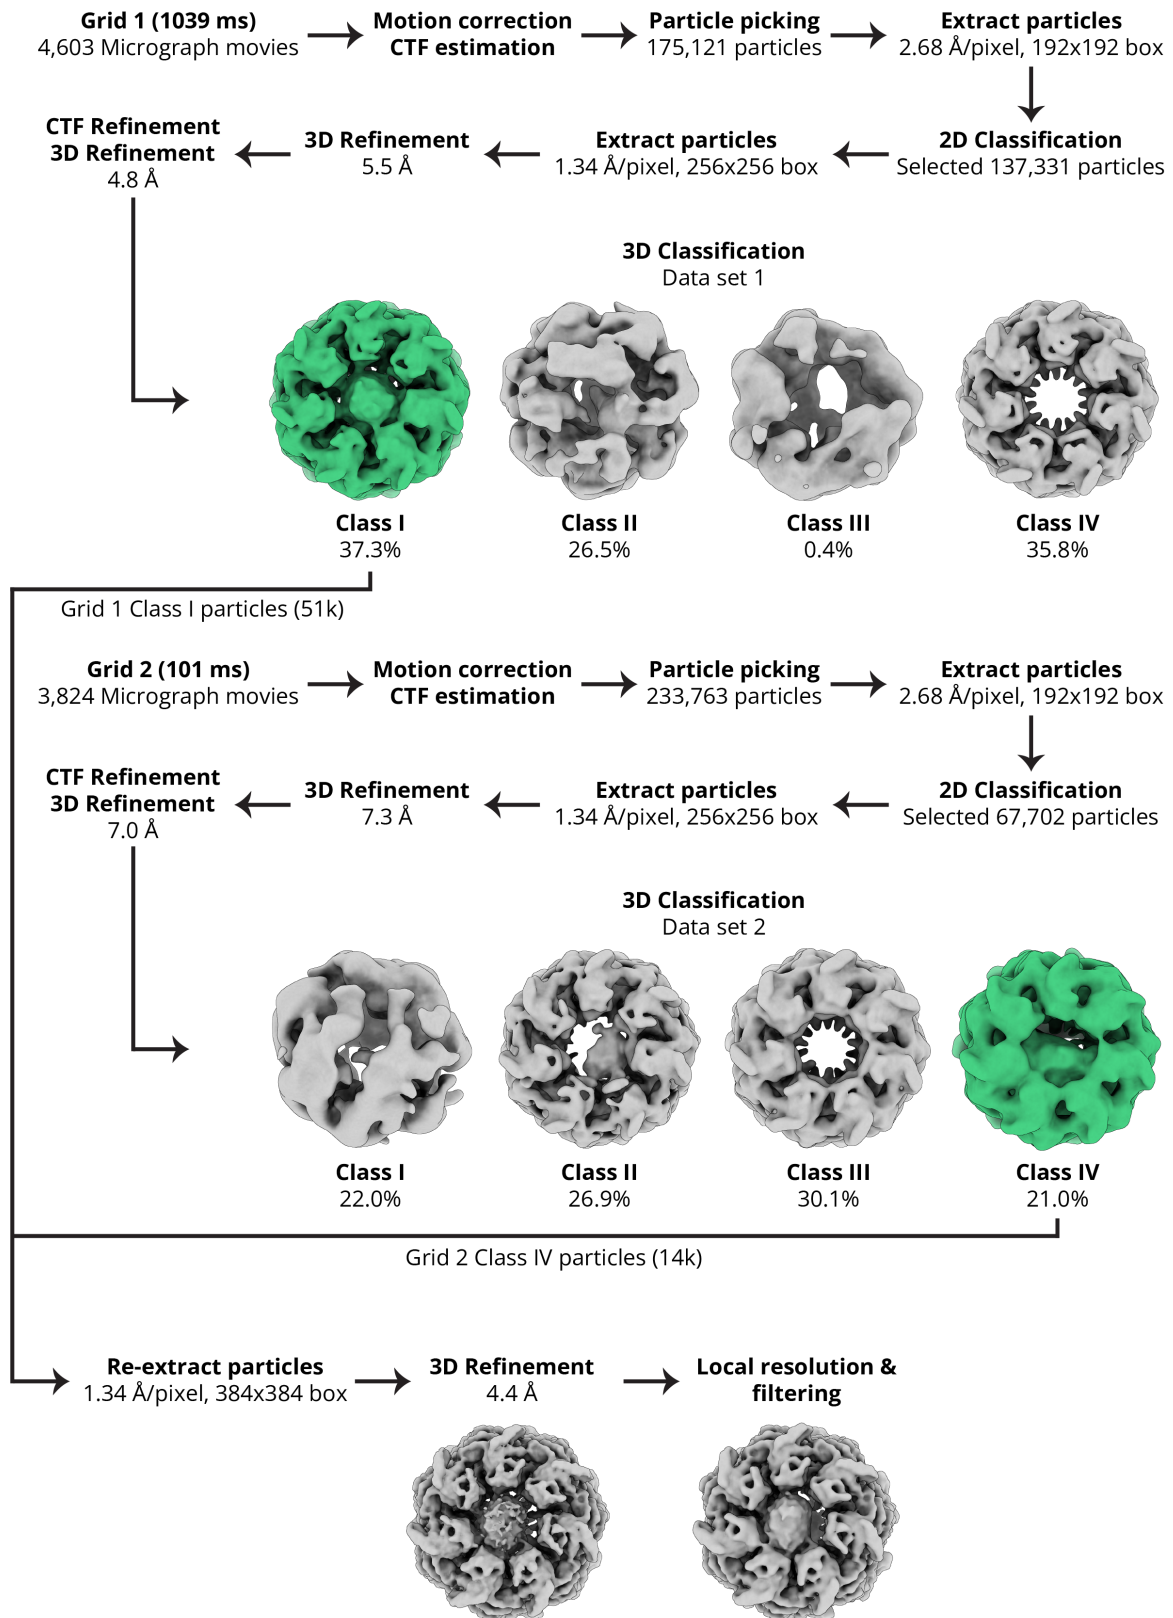 Grid 1 (1039 ms)
4,603 Micrograph movies
Motion correction
CTF estimation
Particle picking
175,121 particles
Extract particles
2.68 Å/pixel, 192x192 box
2D Classification
Selected 137,331 particles
Extract particles
1.34 Å/pixel, 256x256 box
3D Refinement
5.5 Å
CTF Refinement
3D Refinement
4.8 Å
3D Classification
Data set 1
Class I
37.3%
Class II
26.5%
Class III
0.4%
Class IV
35.8%
Grid 1 Class I particles (51k)
Grid 2 (101 ms)
3,824 Micrograph movies
Motion correction
CTF estimation
Particle picking
233,763 particles
Extract particles
2.68 Å/pixel, 192x192 box
2D Classification
Selected 67,702 particles
Extract particles
1.34 Å/pixel, 256x256 box
3D Refinement
7.3 Å
CTF Refinement
3D Refinement
7.0 Å
3D Classification
Data set 2
Class I
22.0%
Class II
26.9%
Class III
30.1%
Class IV
21.0%
Grid 2 Class IV particles (14k)
Re-extract particles
1.34 Å/pixel, 384x384 box
3D Refinement
4.4 Å
Local resolution &
filtering